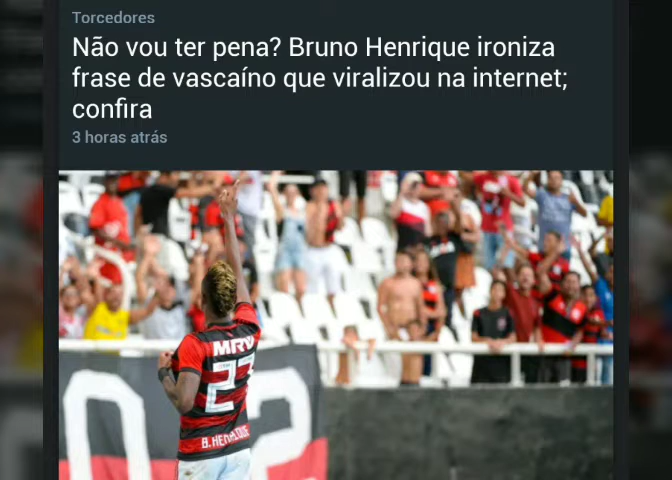 Torcedores
Não vou ter pena? Bruno Henrique ironiza
frase de vascaíno que viralizou na internet;
confira
3 horas atrás
MRV
27
B.HENRIQUE
2